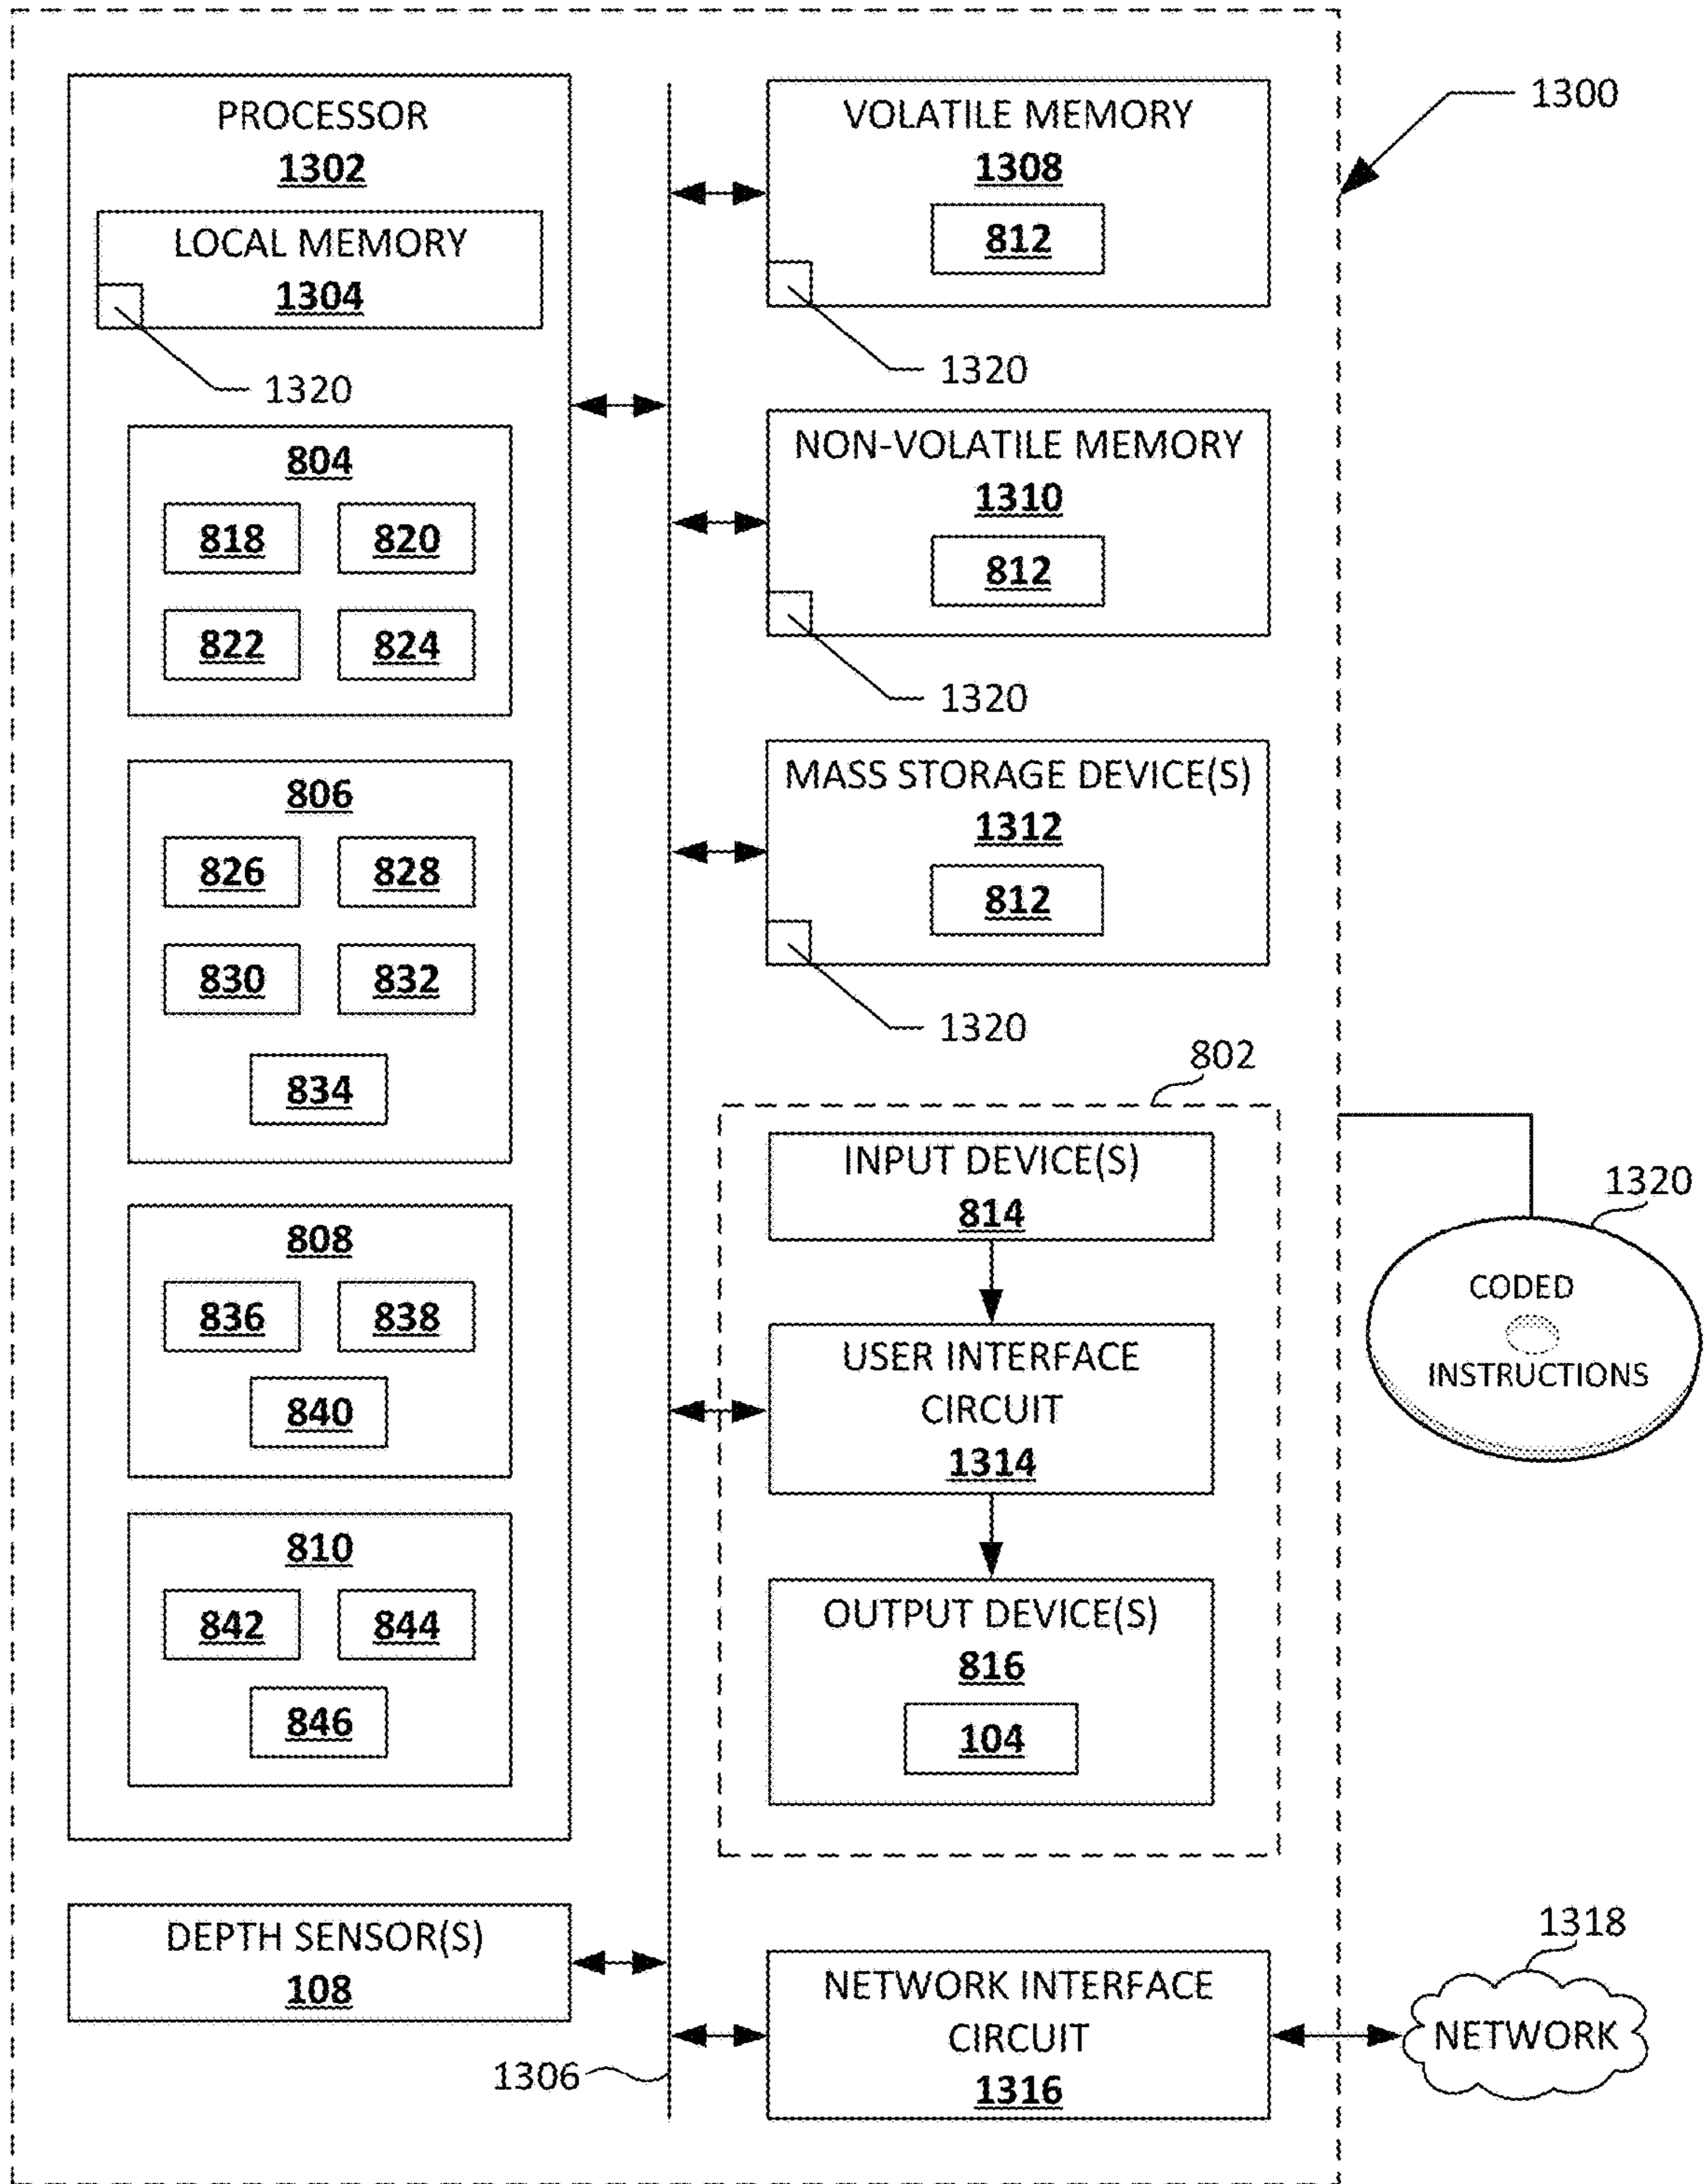 1300
PROCESSOR
1302
LOCAL MEMORY
1304
1320
804
818
820
822
824
806
826
828
830
832
834
808
836
838
840
810
842
844
846
DEPTH SENSOR(S)
108
1306
VOLATILE MEMORY
1308
812
1320
NON-VOLATILE MEMORY
1310
812
1320
MASS STORAGE DEVICE(S)
1312
812
1320
802
INPUT DEVICE(S)
814
USER INTERFACE
CIRCUIT
1314
OUTPUT DEVICE(S)
816
104
NETWORK INTERFACE
CIRCUIT
1316
1320
CODED
INSTRUCTIONS
1318
NETWORK